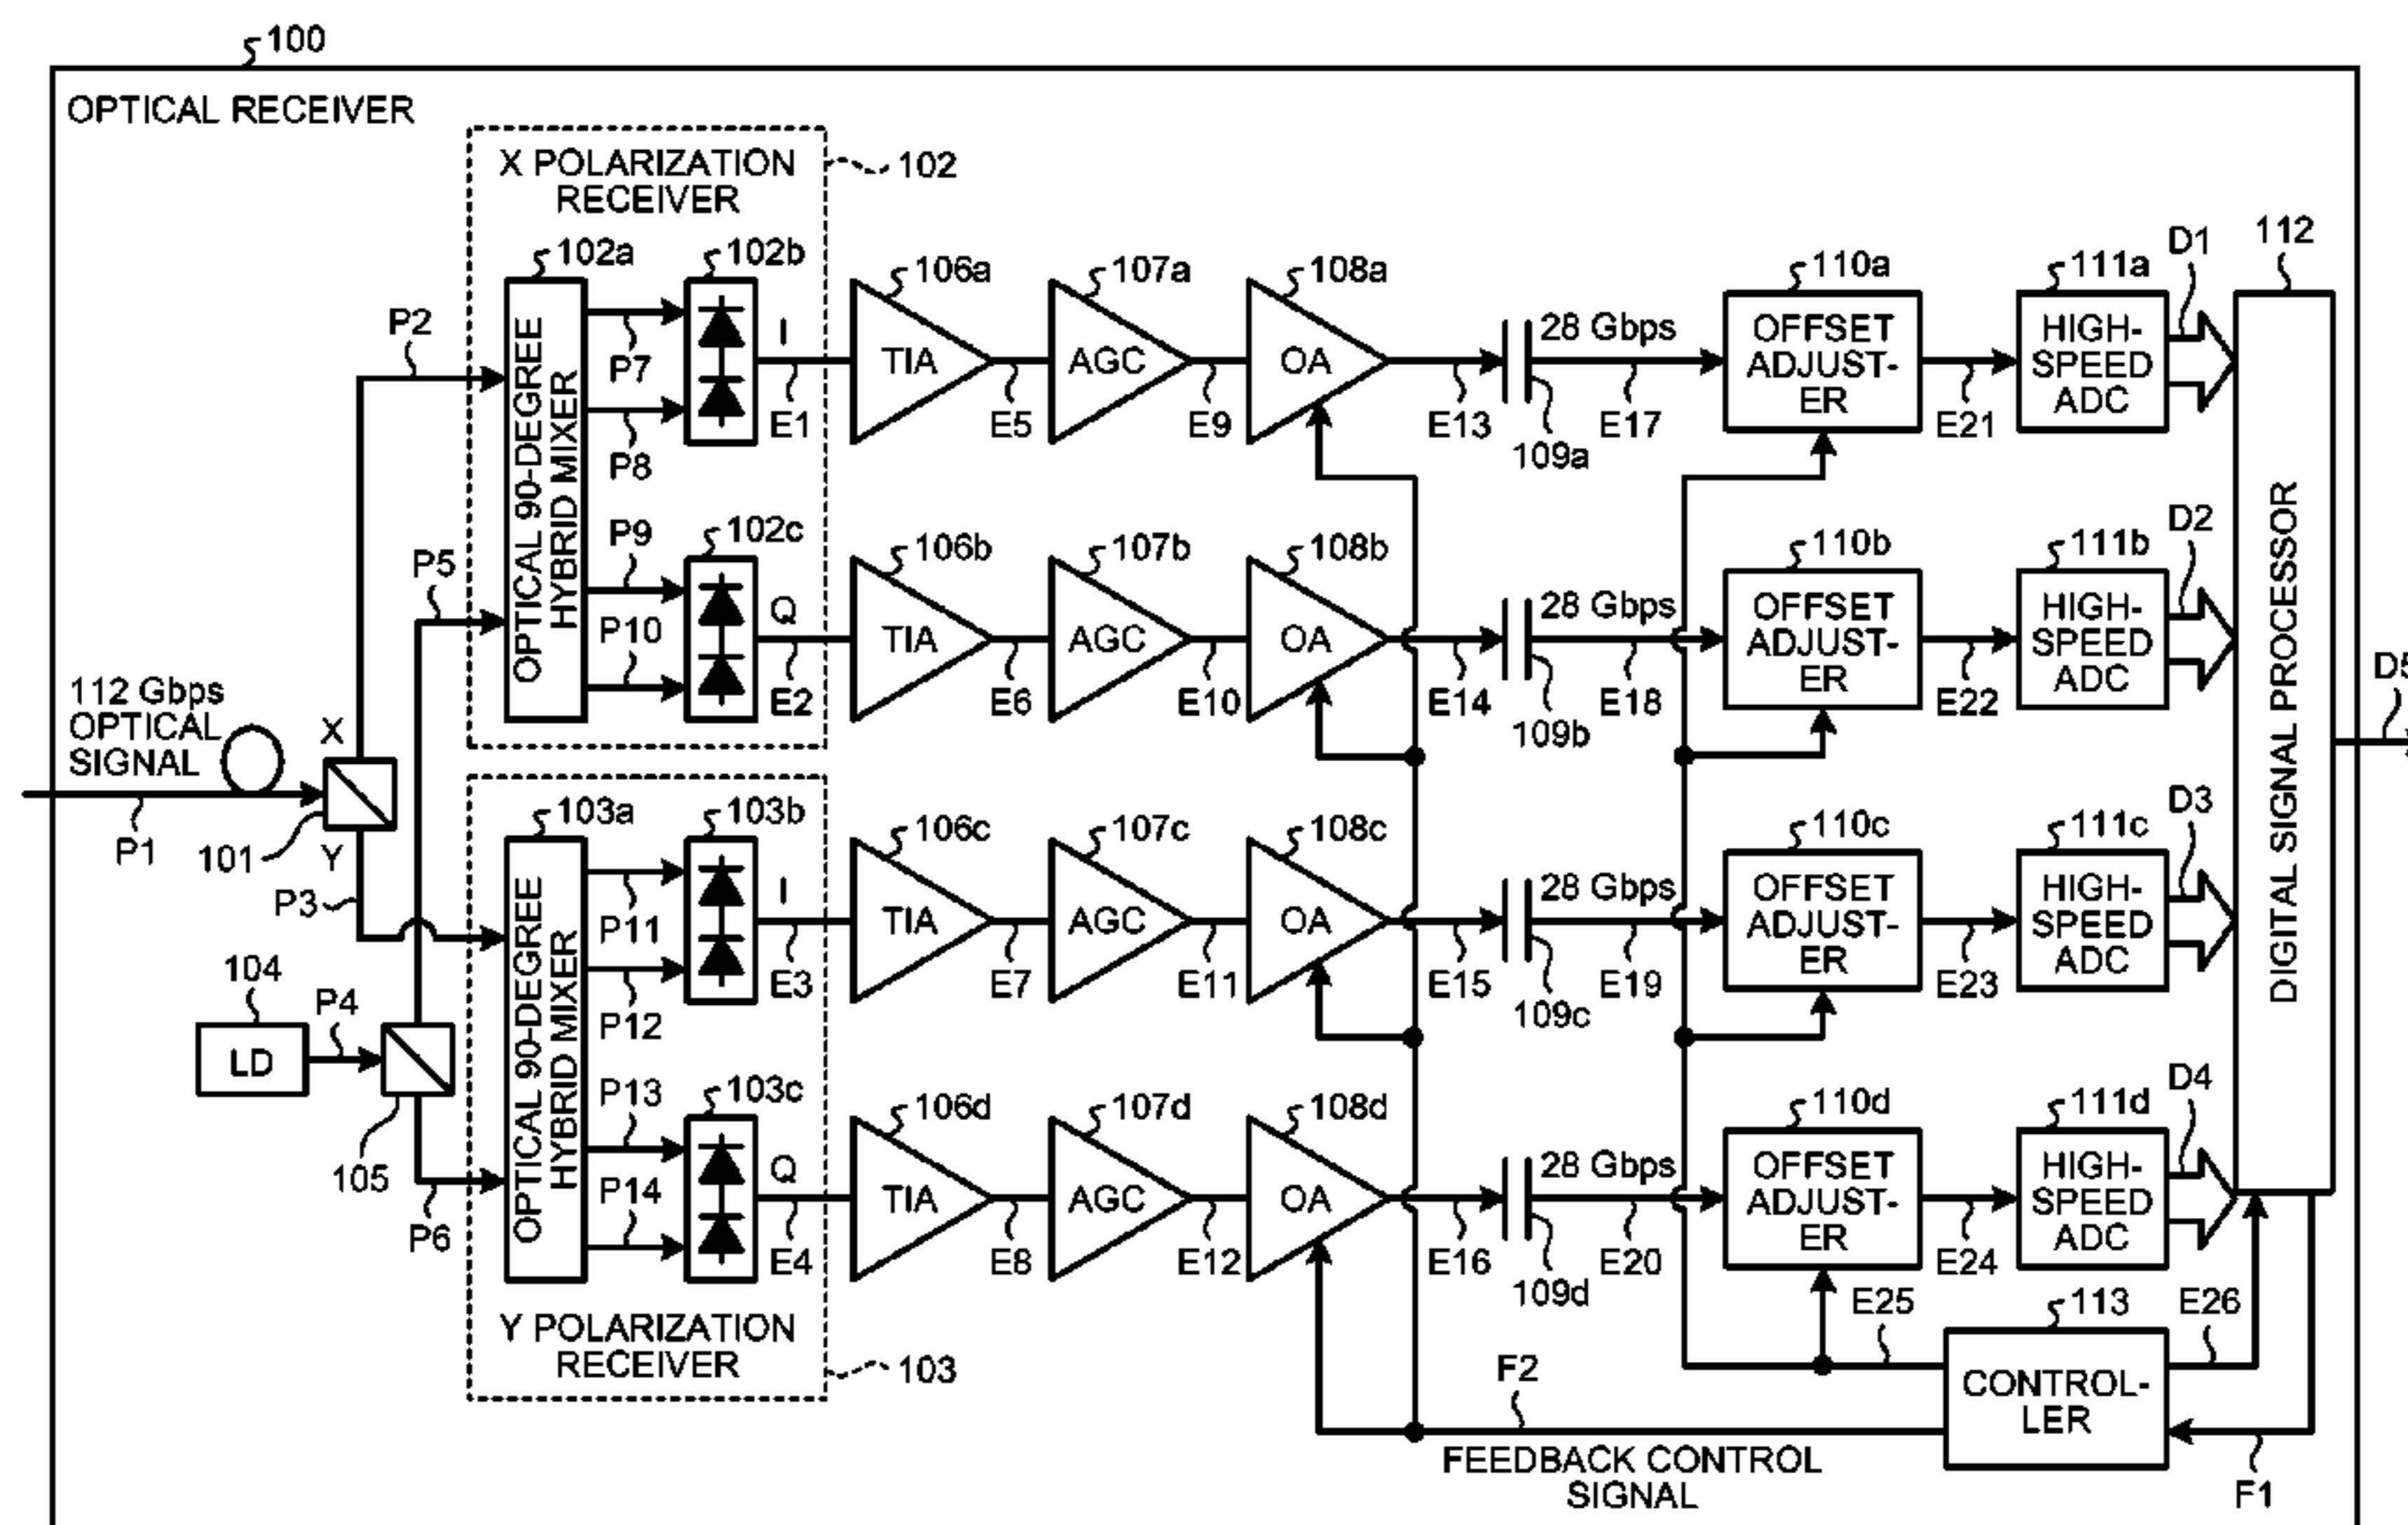 100
OPTICAL RECEIVER
X POLARIZATION
RECEIVER
102
102a
102b
OPTICAL 90-DEGREE
HYBRID MIXER
P2
P5
P7
P8
I
E1
106a
TIA
E5
107a
AGC
E9
108a
OA
E13
28 Gbps
109a
E17
110a
OFFSET
ADJUST-
ER
E21
111a
HIGH-
SPEED
ADC
D1
112
DIGITAL SIGNAL PROCESSOR
P9
P10
102c
Q
E2
106b
TIA
E6
107b
AGC
E10
108b
OA
E14
28 Gbps
109b
E18
110b
OFFSET
ADJUST-
ER
E22
111b
HIGH-
SPEED
ADC
D2
D5
112 Gbps
OPTICAL
SIGNAL
P1
X
101
Y
P3
103a
103b
OPTICAL 90-DEGREE
HYBRID MIXER
P11
P12
I
E3
106c
TIA
E7
107c
AGC
E11
108c
OA
E15
28 Gbps
109c
E19
110c
OFFSET
ADJUST-
ER
E23
111c
HIGH-
SPEED
ADC
D3
104
LD
P4
105
P6
P13
P14
103c
Q
E4
106d
TIA
E8
107d
AGC
E12
108d
OA
E16
28 Gbps
109d
E20
110d
OFFSET
ADJUST-
ER
E24
111d
HIGH-
SPEED
ADC
D4
Y POLARIZATION
RECEIVER
103
E25
113
E26
CONTROL-
LER
F2
FEEDBACK CONTROL
SIGNAL
F1